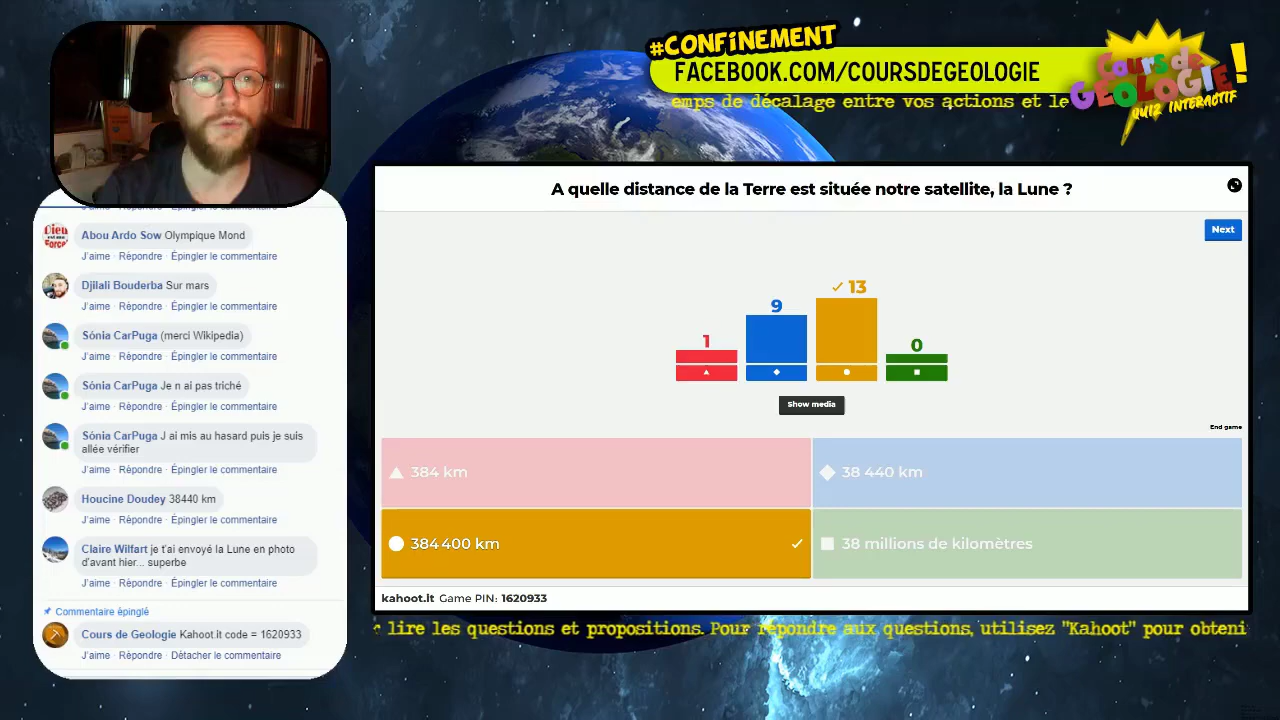 #CONFINEMENT
FACEBOOK.COM/COURSDEGEOLOGIE
emps de décalage entre vos actions et le
Cours de
GEOLOGIE!
QUIZ INTERACTIF
J'aime · Répondre · Épingler le commentaire
Abou Ardo Sow Olympique Mond
J'aime · Répondre · Épingler le commentaire
Djilali Bouderba Sur mars
J'aime · Répondre · Épingler le commentaire
Sónia CarPuga (merci Wikipedia)
J'aime · Répondre · Épingler le commentaire
Sónia CarPuga Je n ai pas triché
J'aime · Répondre · Épingler le commentaire
Sónia CarPuga J ai mis au hasard puis je suis
allée vérifier
J'aime · Répondre · Épingler le commentaire
Houcine Doudey 38440 km
J'aime · Répondre · Épingler le commentaire
Claire Wilfart je t'ai envoyé la Lune en photo
d'avant hier... superbe
J'aime · Répondre · Épingler le commentaire
Commentaire épinglé
Cours de Geologie Kahoot.it code = 1620933
J'aime · Répondre · Détacher le commentaire
A quelle distance de la Terre est située notre satellite, la Lune ?
Next
1
9
13
0
Show media
End game
384 km
38 440 km
384 400 km
38 millions de kilomètres
kahoot.it Game PIN: 1620933
r lire les questions et propositions. Pour répondre aux questions, utilisez "Kahoot" pour obteni